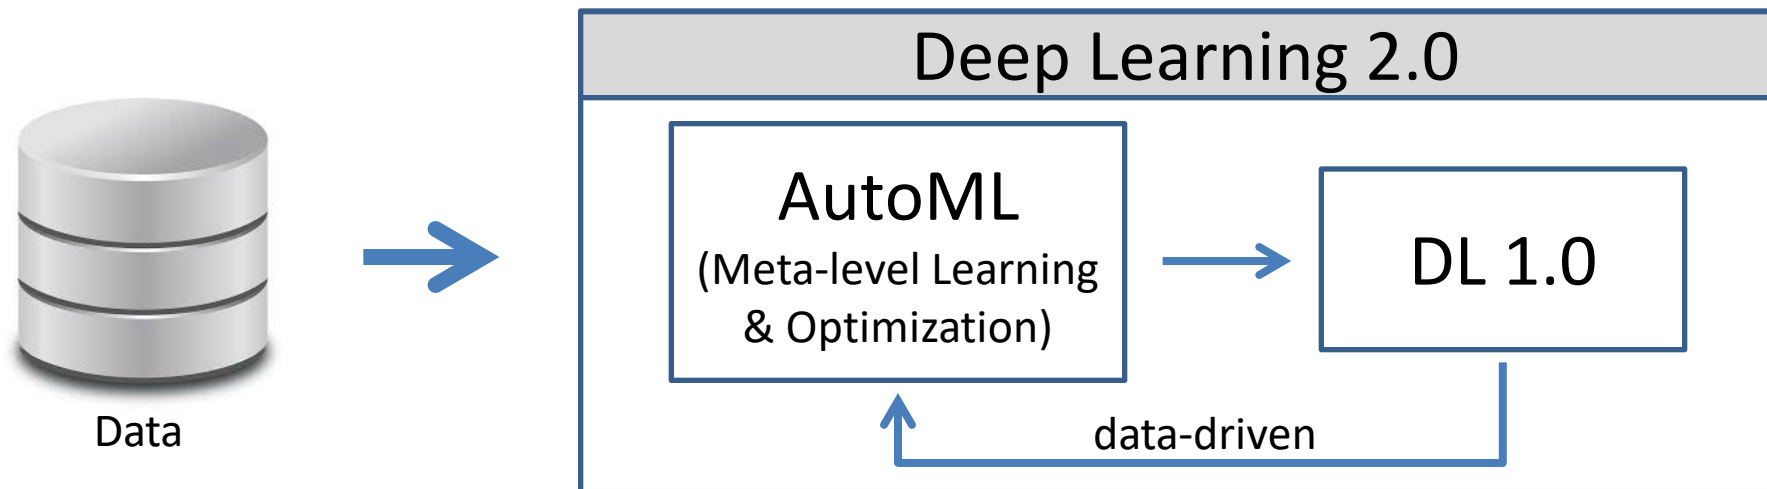 Deep Learning 2.0
AutoML
(Meta-level Learning
& Optimization)
DL 1.0
data-driven
Data